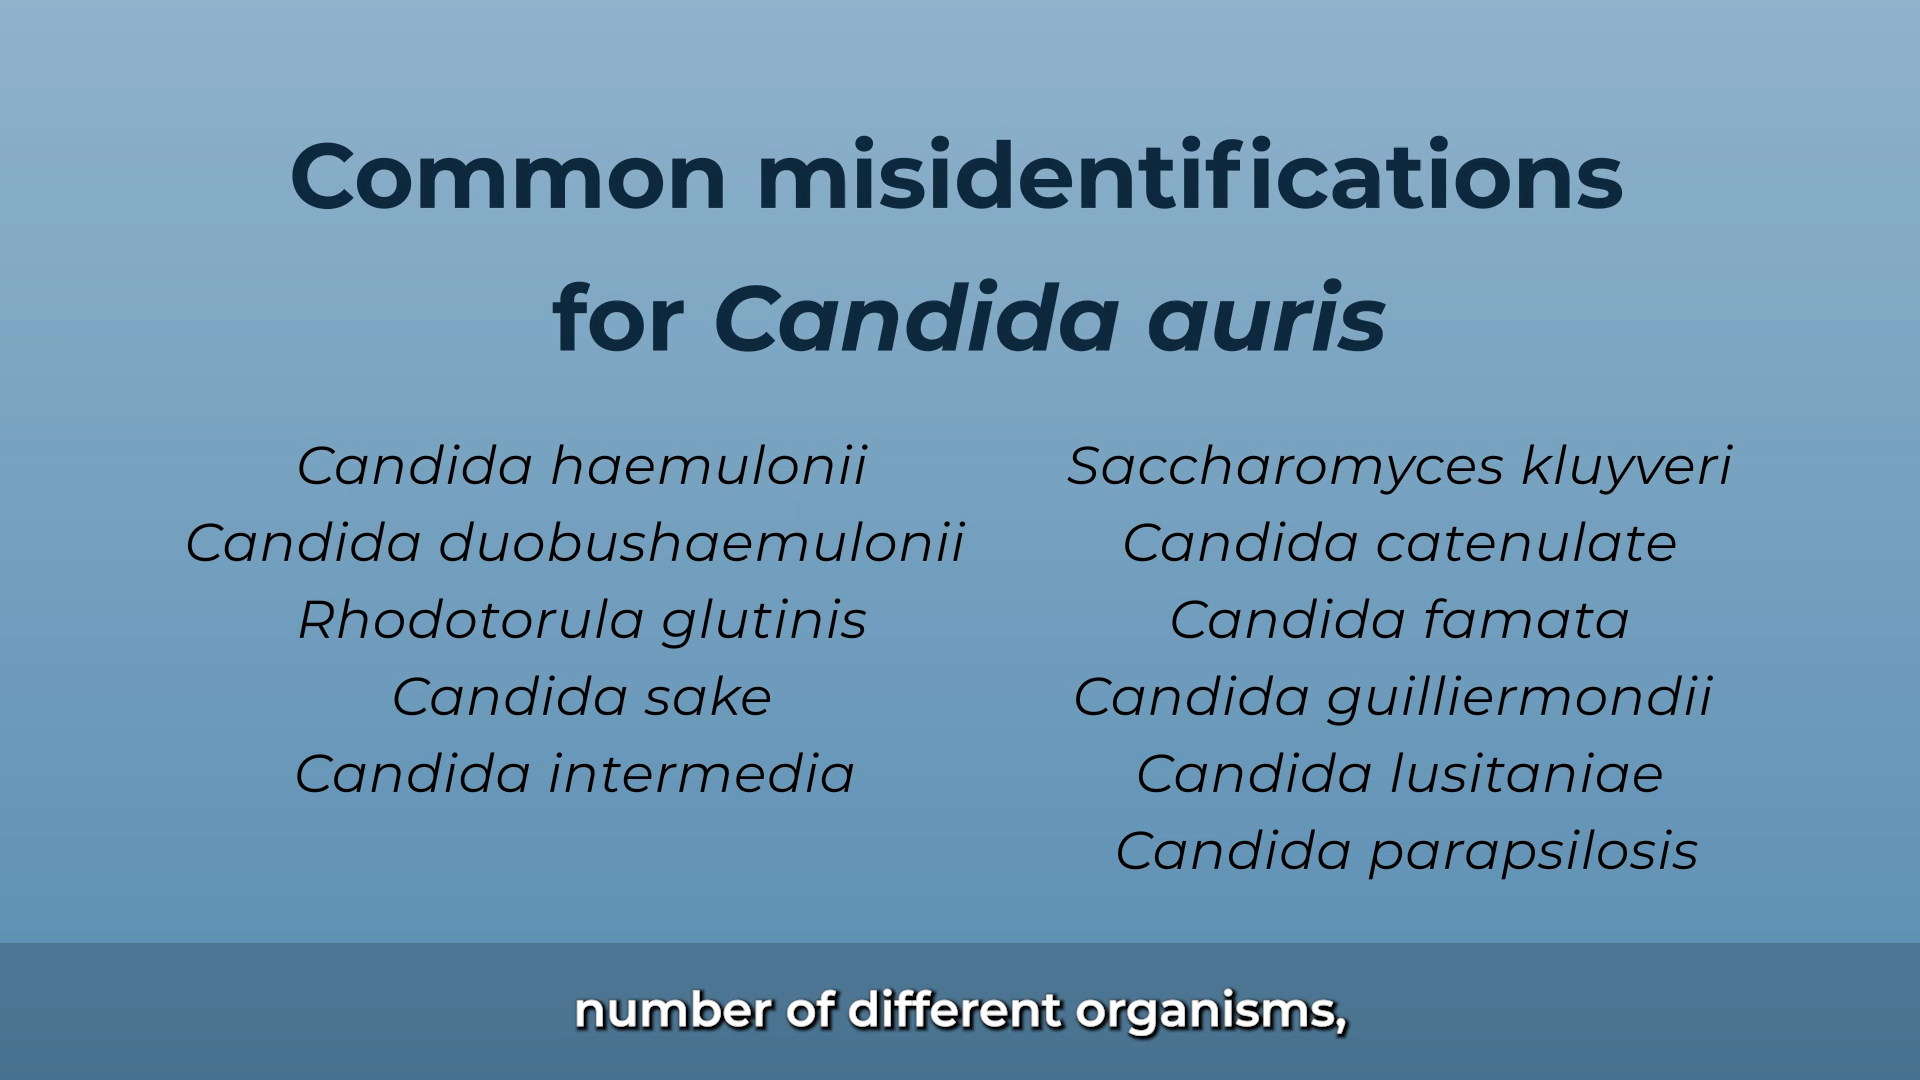 Common misidentifications
for Candida auris
Candida haemulonii
Candida duobushaemulonii
Rhodotorula glutinis
Candida sake
Candida intermedia
Saccharomyces kluyveri
Candida catenulate
Candida famata
Candida guilliermondii
Candida lusitaniae
Candida parapsilosis
number of different organisms,